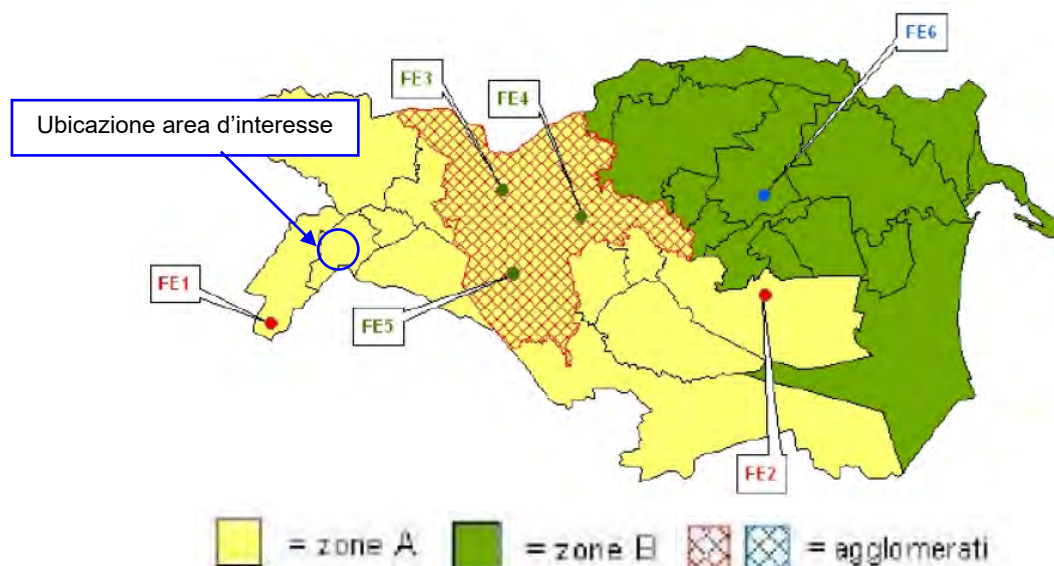 FE6
FE3
FE4
Ubicazione area d’interesse
FE1
FE5
FE2
= zone A
= zone B
= agglomerati